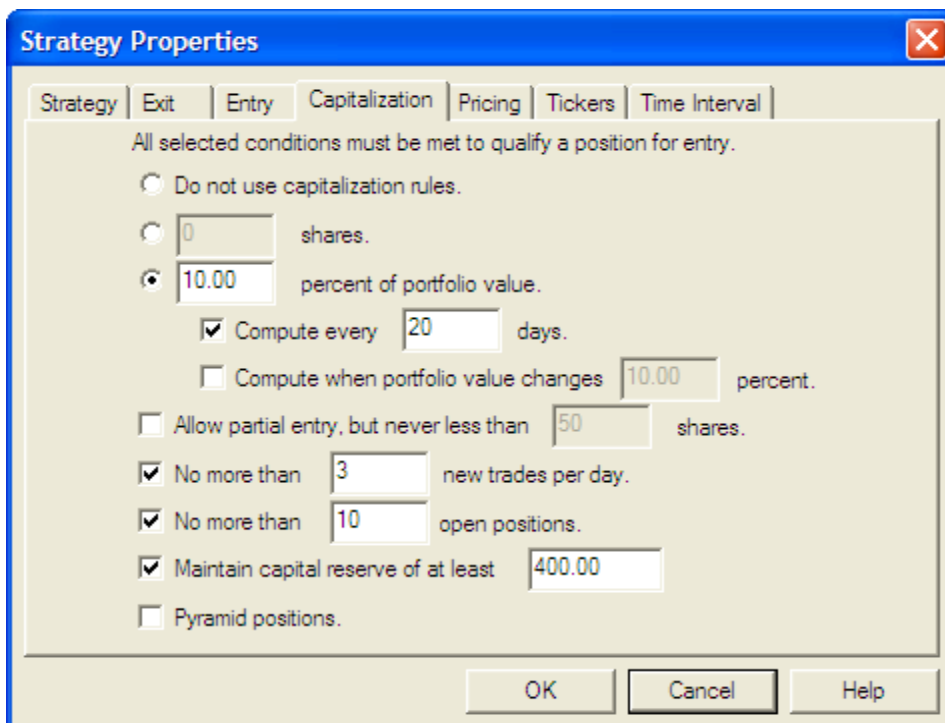 Strategy Properties
Strategy Exit Entry Capitalization Pricing Tickers Time Interval
All selected conditions must be met to qualify a position for entry.
Do not use capitalization rules.
0 shares.
10.00 percent of portfolio value.
Compute every 20 days.
Compute when portfolio value changes 10.00 percent.
Allow partial entry, but never less than 50 shares.
No more than 3 new trades per day.
No more than 10 open positions.
Maintain capital reserve of at least 400.00
Pyramid positions.
OK Cancel Help